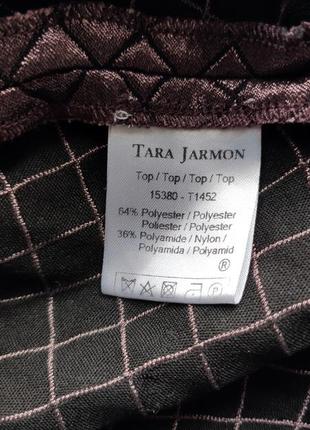 TARA JARMON
Top / Top / Top / Top
15380 - T1452
64% Polyester / Polyester
Poliester / Polyester
36% Polyamide / Nylon /
Polyamida / Polyamid
®
P